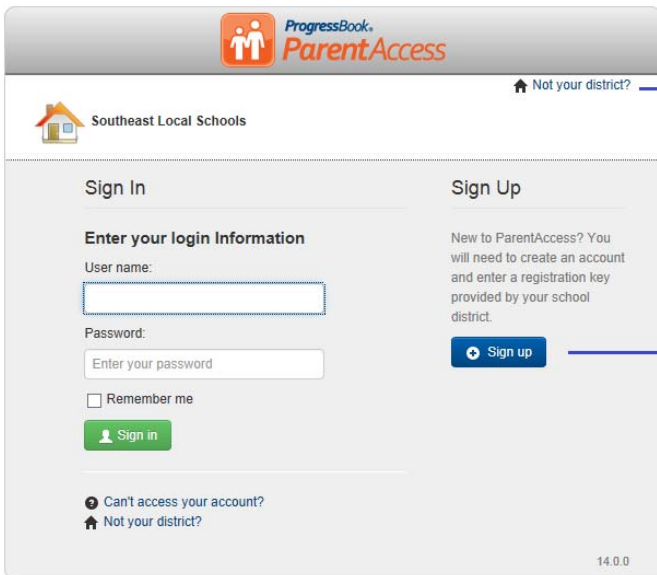 ProgressBook®
ParentAccess
Not your district?
Southeast Local Schools
Sign In
Enter your login Information
User name:
Password:
Enter your password
Remember me
Sign in
Can't access your account?
Not your district?
Sign Up
New to ParentAccess? You
will need to create an account
and enter a registration key
provided by your school
district.
Sign up
14.0.0